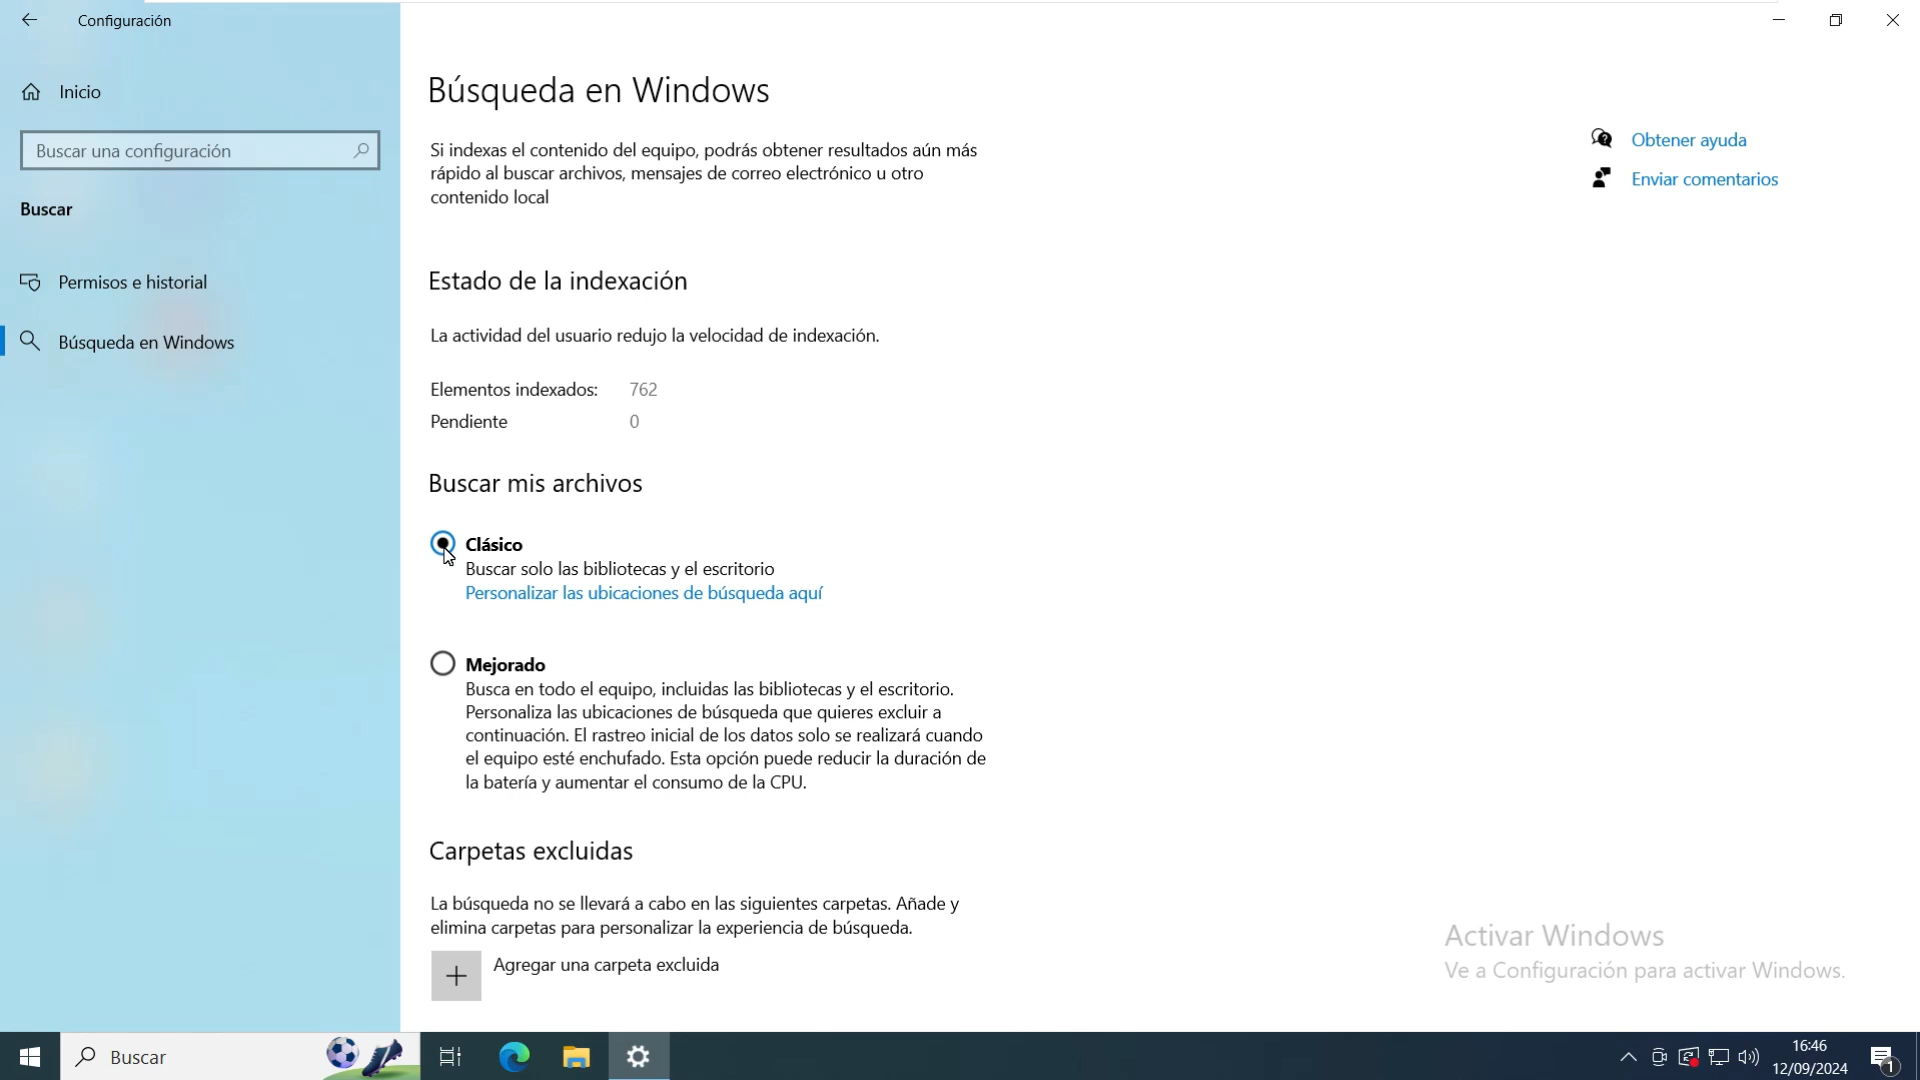 Configuración
Inicio
Buscar una configuración
Buscar
Permisos e historial
Búsqueda en Windows
Búsqueda en Windows
Si indexas el contenido del equipo, podrás obtener resultados aún más
rápido al buscar archivos, mensajes de correo electrónico u otro
contenido local
Estado de la indexación
La actividad del usuario redujo la velocidad de indexación.
Elementos indexados: 762
Pendiente 0
Buscar mis archivos
Clásico
Buscar solo las bibliotecas y el escritorio
Personalizar las ubicaciones de búsqueda aquí
Mejorado
Busca en todo el equipo, incluidas las bibliotecas y el escritorio.
Personaliza las ubicaciones de búsqueda que quieres excluir a
continuación. El rastreo inicial de los datos solo se realizará cuando
el equipo esté enchufado. Esta opción puede reducir la duración de
la batería y aumentar el consumo de la CPU.
Carpetas excluidas
La búsqueda no se llevará a cabo en las siguientes carpetas. Añade y
elimina carpetas para personalizar la experiencia de búsqueda.
Agregar una carpeta excluida
Obtener ayuda
Enviar comentarios
Activar Windows
Ve a Configuración para activar Windows.
Buscar
16:46
12/09/2024
1